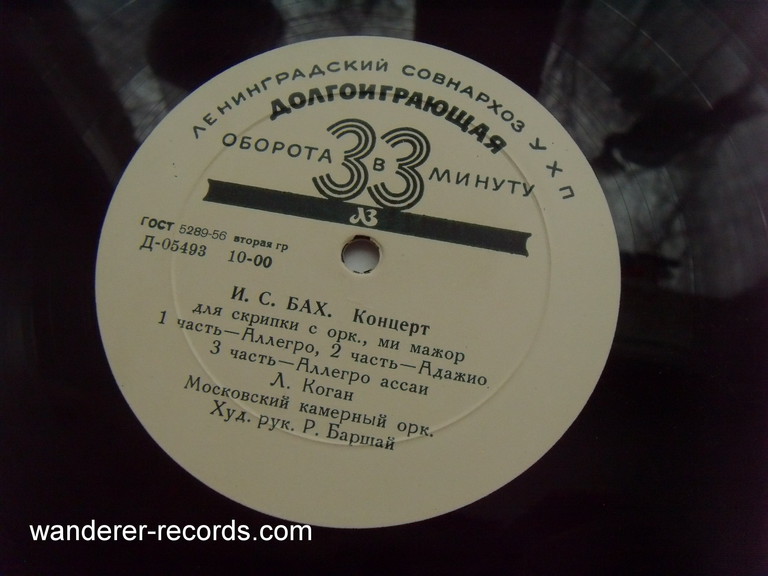 ЛЕНИНГРАДСКИЙ СОВНАРХОЗ УХП
ДОЛГОИГРАЮЩАЯ
ОБОРОТА 33 В МИНУТУ
ЛЗ
ГОСТ 5289-56 вторая гр
Д-05493 10-00
И. С. БАХ. Концерт
для скрипки с орк., ми мажор
1 часть—Аллегро, 2 часть—Адажио
3 часть—Аллегро ассаи
Л. Коган
Московский камерный орк.
Худ. рук. Р. Баршай
wanderer-records.com